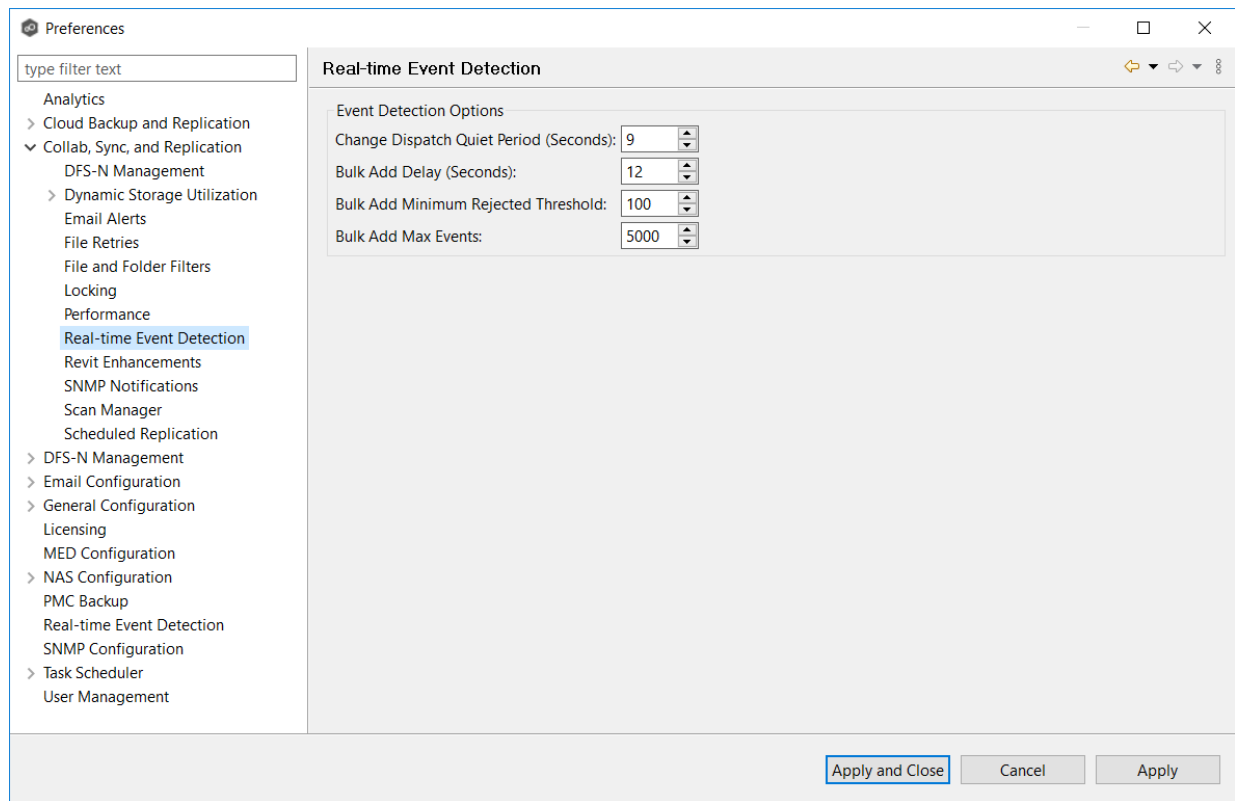 Preferences
type filter text
Analytics
Cloud Backup and Replication
Collab, Sync, and Replication
DFS-N Management
Dynamic Storage Utilization
Email Alerts
File Retries
File and Folder Filters
Locking
Performance
Real-time Event Detection
Revit Enhancements
SNMP Notifications
Scan Manager
Scheduled Replication
DFS-N Management
Email Configuration
General Configuration
Licensing
MED Configuration
NAS Configuration
PMC Backup
Real-time Event Detection
SNMP Configuration
Task Scheduler
User Management
Real-time Event Detection
Event Detection Options
Change Dispatch Quiet Period (Seconds): 9
Bulk Add Delay (Seconds): 12
Bulk Add Minimum Rejected Threshold: 100
Bulk Add Max Events: 5000
Apply and Close Cancel Apply